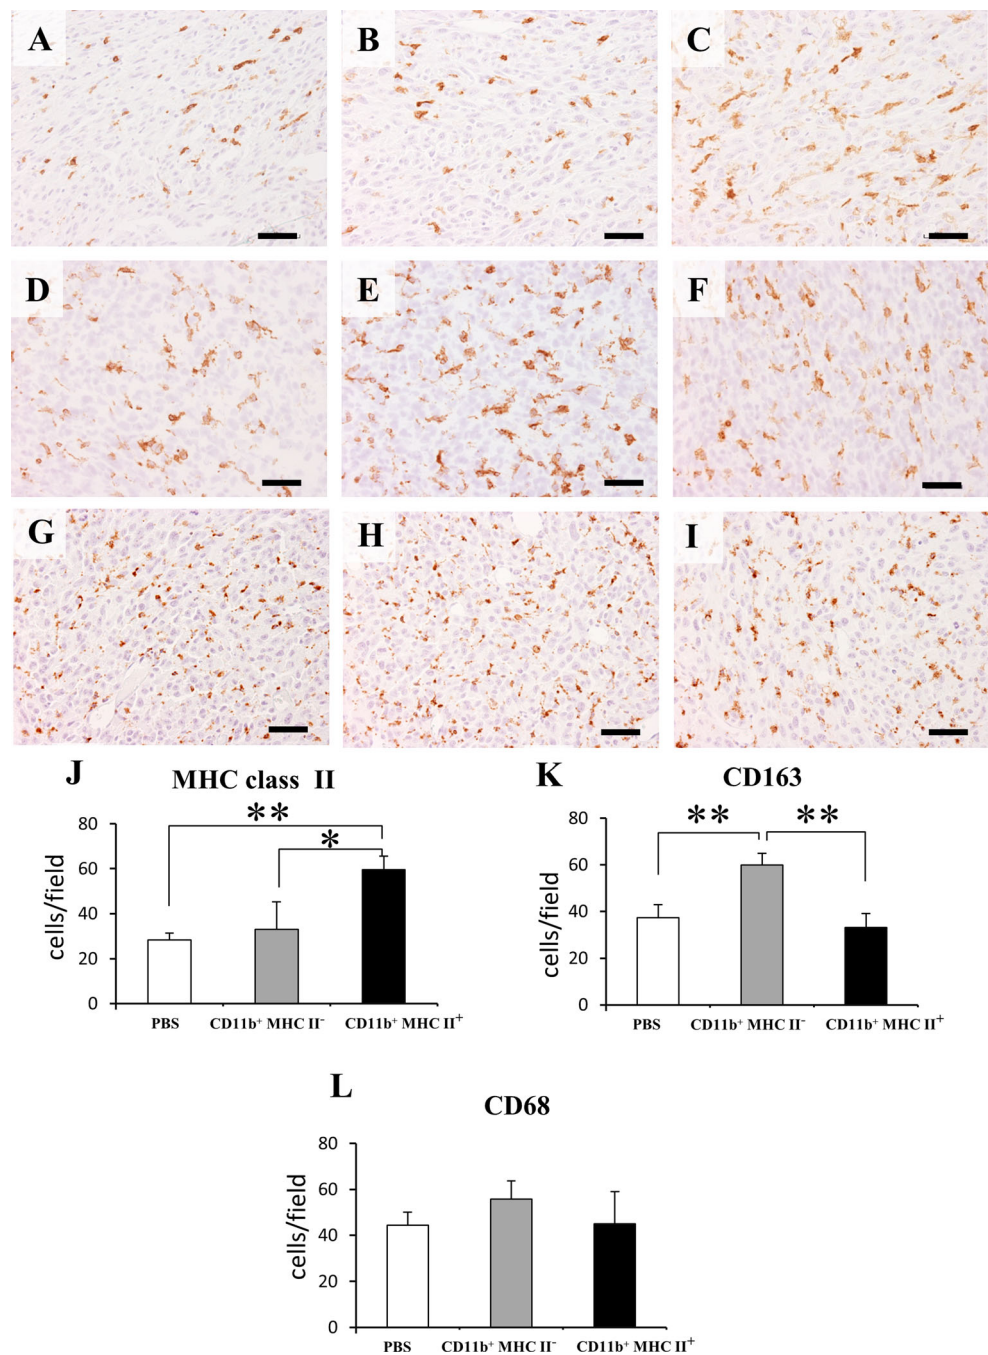 A B C
D E F
G H I
J MHC class II
** *
80
60
40
20
0
cells/field
PBS CD11b⁺ MHC II⁻ CD11b⁺ MHC II⁺
K CD163
** **
80
60
40
20
0
cells/field
PBS CD11b⁺ MHC II⁻ CD11b⁺ MHC II⁺
L
CD68
80
60
40
20
0
cells/field
PBS CD11b⁺ MHC II⁻ CD11b⁺ MHC II⁺